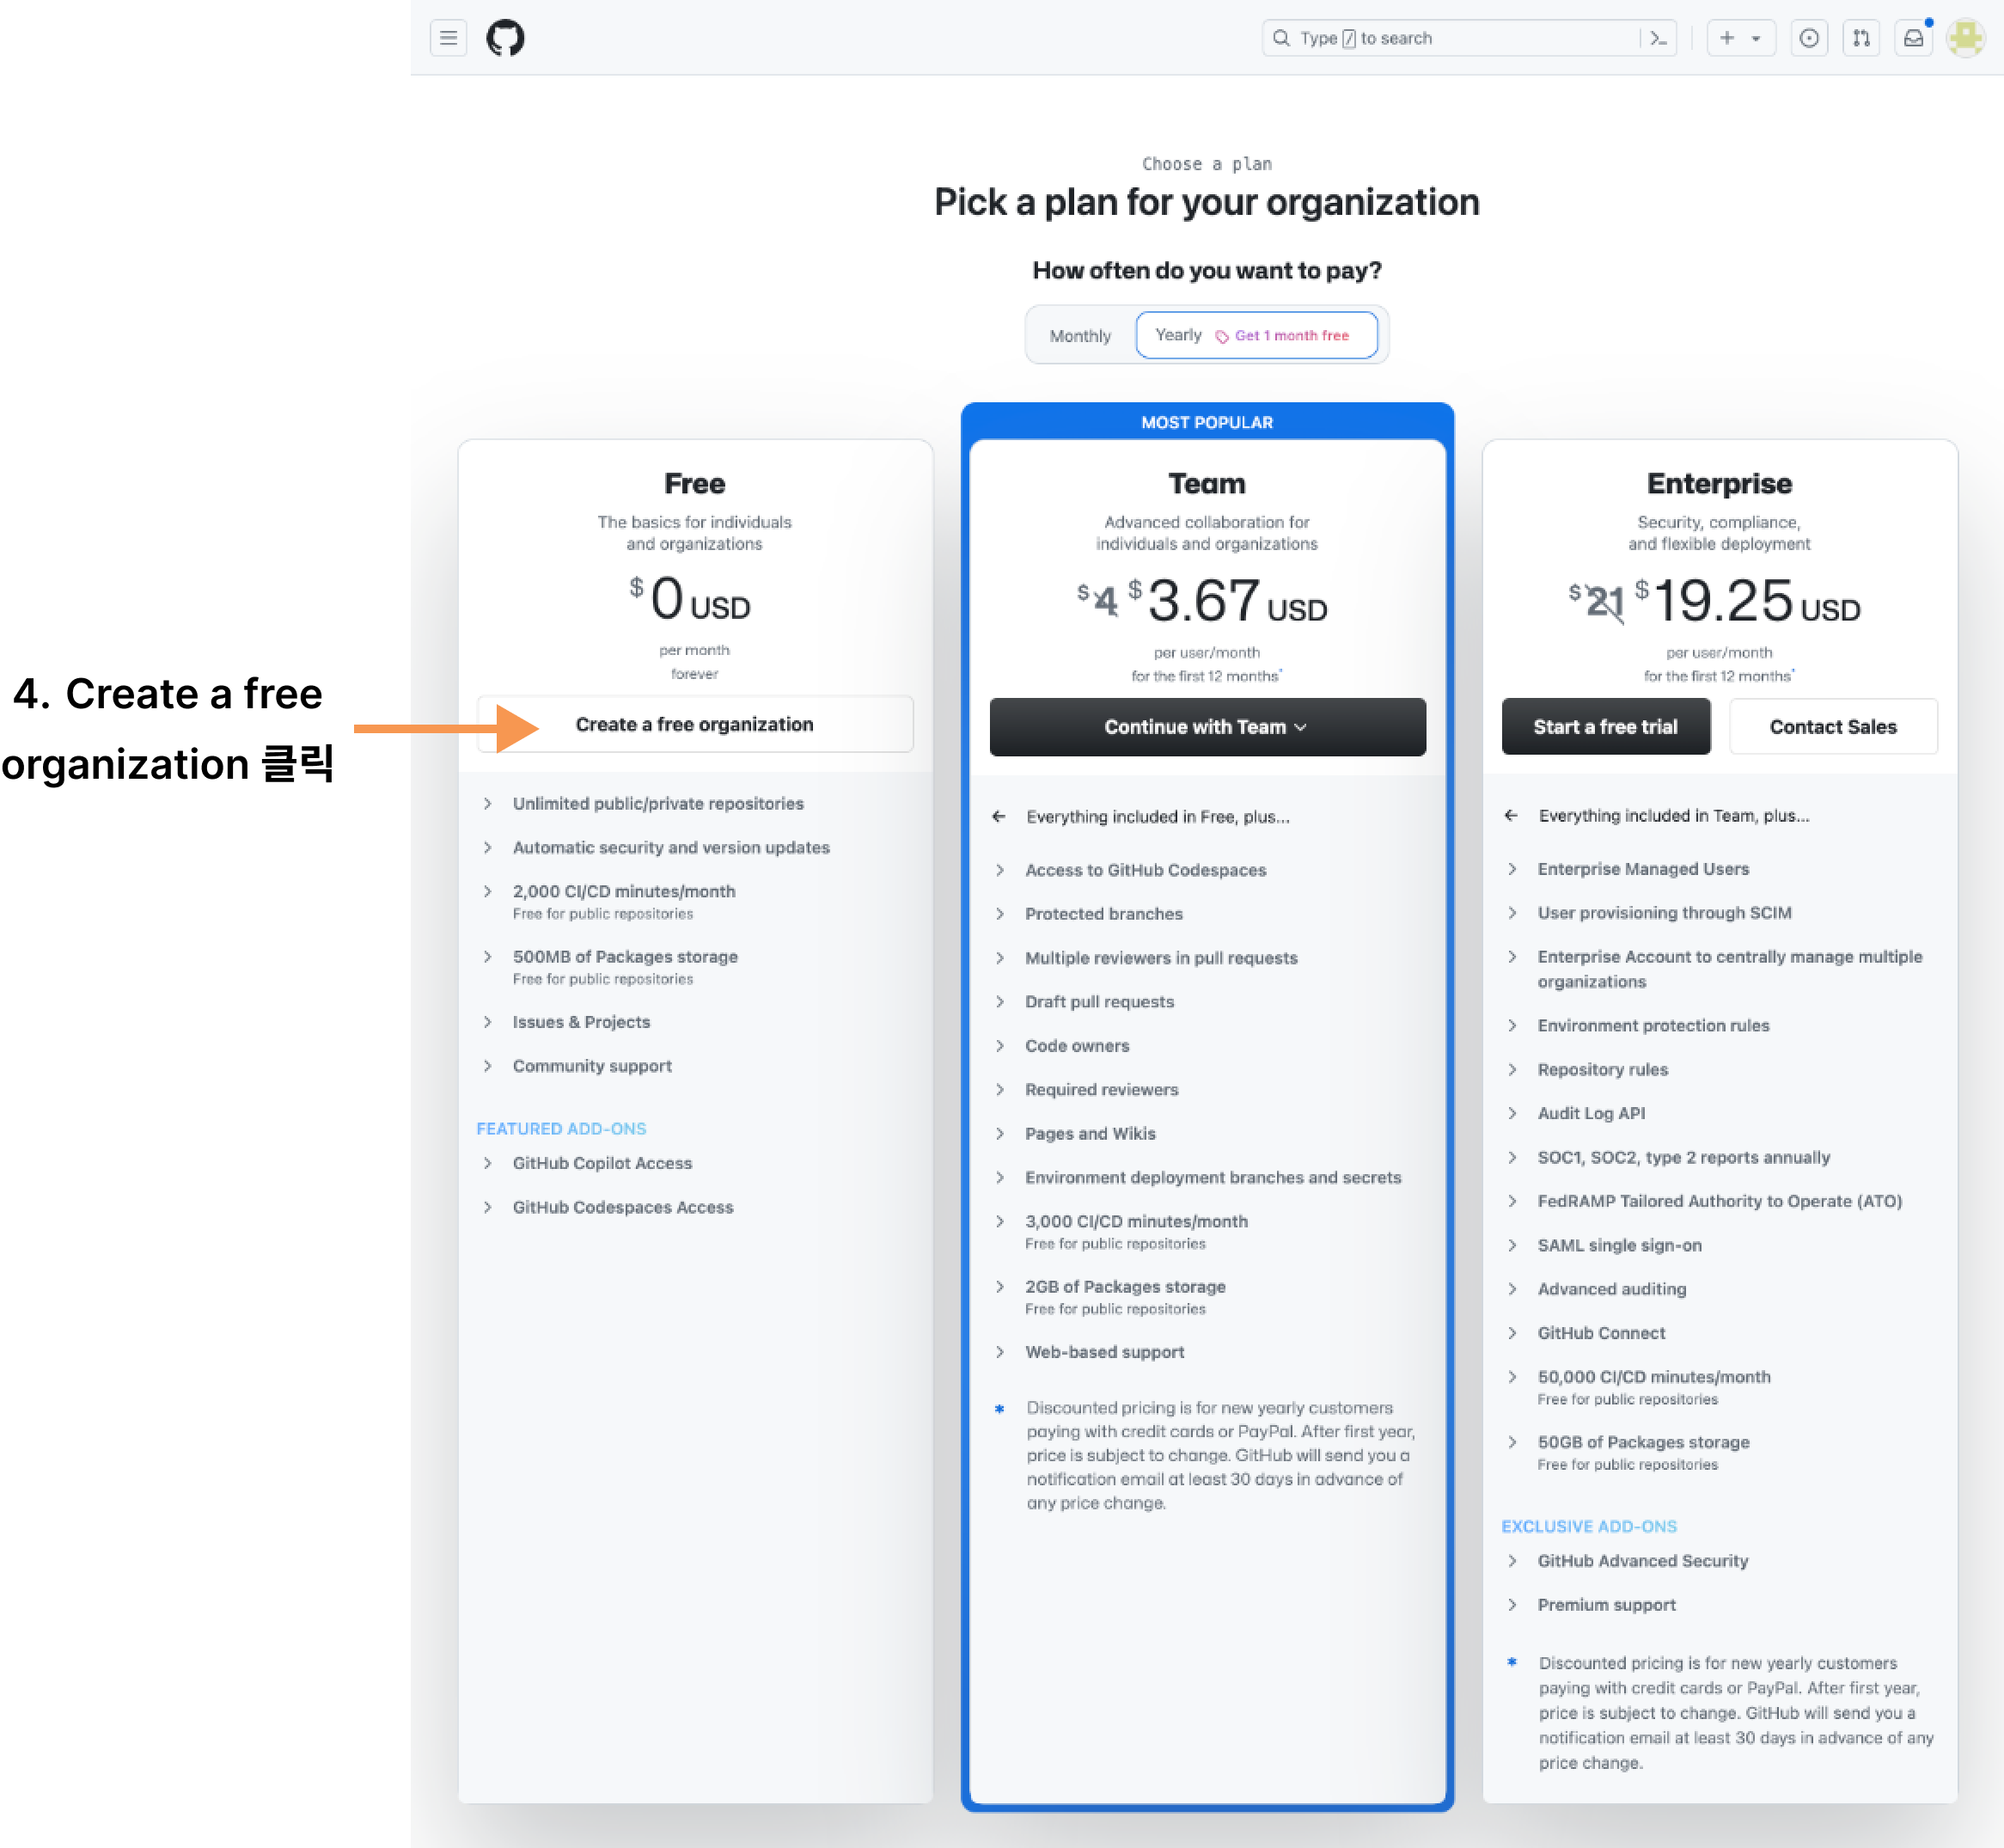 Type / to search
Choose a plan
Pick a plan for your organization
How often do you want to pay?
Monthly
Yearly Get 1 month free
4. Create a free
organization 클릭
Free
The basics for individuals
and organizations
$0 USD
per month
forever
Create a free organization
Unlimited public/private repositories
Automatic security and version updates
2,000 CI/CD minutes/month
Free for public repositories
500MB of Packages storage
Free for public repositories
Issues & Projects
Community support
FEATURED ADD-ONS
GitHub Copilot Access
GitHub Codespaces Access
MOST POPULAR
Team
Advanced collaboration for
individuals and organizations
$4 $3.67 USD
per user/month
for the first 12 months*
Continue with Team
Everything included in Free, plus...
Access to GitHub Codespaces
Protected branches
Multiple reviewers in pull requests
Draft pull requests
Code owners
Required reviewers
Pages and Wikis
Environment deployment branches and secrets
3,000 CI/CD minutes/month
Free for public repositories
2GB of Packages storage
Free for public repositories
Web-based support
* Discounted pricing is for new yearly customers
paying with credit cards or PayPal. After first year,
price is subject to change. GitHub will send you a
notification email at least 30 days in advance of
any price change.
Enterprise
Security, compliance,
and flexible deployment
$21 $19.25 USD
per user/month
for the first 12 months*
Start a free trial
Contact Sales
Everything included in Team, plus...
Enterprise Managed Users
User provisioning through SCIM
Enterprise Account to centrally manage multiple
organizations
Environment protection rules
Repository rules
Audit Log API
SOC1, SOC2, type 2 reports annually
FedRAMP Tailored Authority to Operate (ATO)
SAML single sign-on
Advanced auditing
GitHub Connect
50,000 CI/CD minutes/month
Free for public repositories
50GB of Packages storage
Free for public repositories
EXCLUSIVE ADD-ONS
GitHub Advanced Security
Premium support
* Discounted pricing is for new yearly customers
paying with credit cards or PayPal. After first year,
price is subject to change. GitHub will send you a
notification email at least 30 days in advance of any
price change.